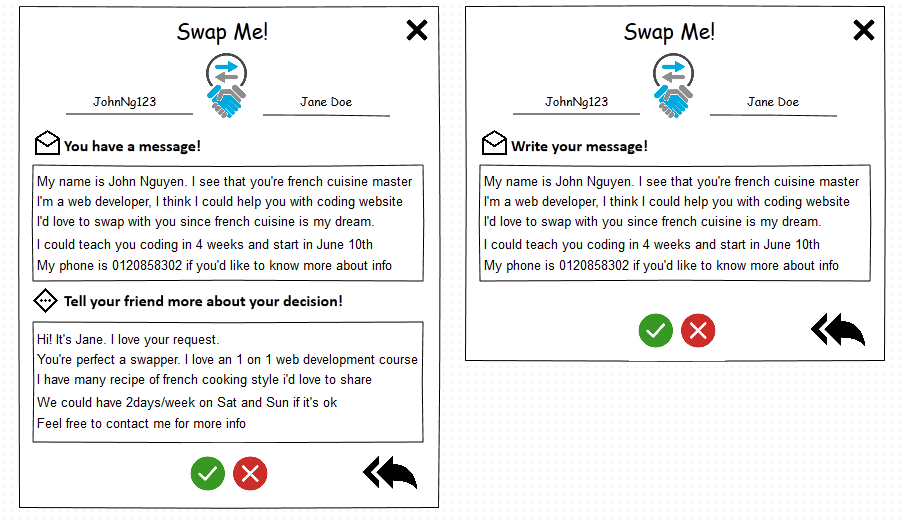 Swap Me!
JohnNg123
Jane Doe
You have a message!
My name is John Nguyen. I see that you're french cuisine master
I'm a web developer, I think I could help you with coding website
I'd love to swap with you since french cuisine is my dream.
I could teach you coding in 4 weeks and start in June 10th
My phone is 0120858302 if you'd like to know more about info
Tell your friend more about your decision!
Hi! It's Jane. I love your request.
You're perfect a swapper. I love an 1 on 1 web development course
I have many recipe of french cooking style i'd love to share
We could have 2days/week on Sat and Sun if it's ok
Feel free to contact me for more info
Swap Me!
JohnNg123
Jane Doe
Write your message!
My name is John Nguyen. I see that you're french cuisine master
I'm a web developer, I think I could help you with coding website
I'd love to swap with you since french cuisine is my dream.
I could teach you coding in 4 weeks and start in June 10th
My phone is 0120858302 if you'd like to know more about info